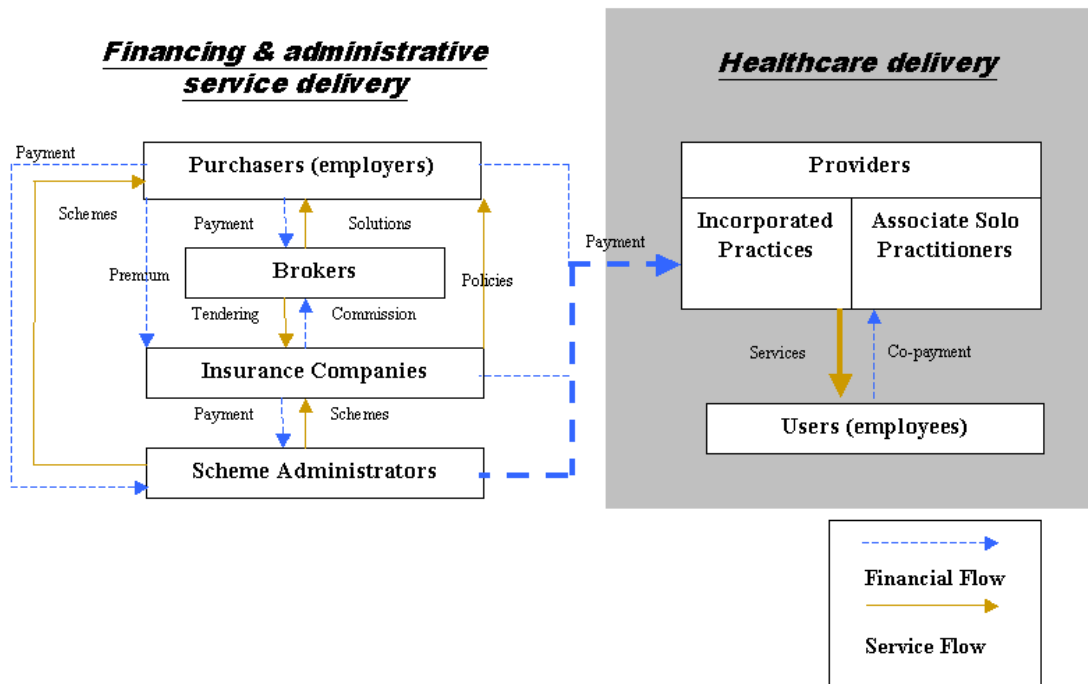 Financing & administrative
service delivery
Healthcare delivery
Payment
Purchasers (employers)
Schemes
Payment
Solutions
Premium
Brokers
Policies
Tendering
Commission
Insurance Companies
Payment
Schemes
Scheme Administrators
Payment
Providers
Incorporated
Practices
Associate Solo
Practitioners
Services
Co-payment
Users (employees)
Financial Flow
Service Flow